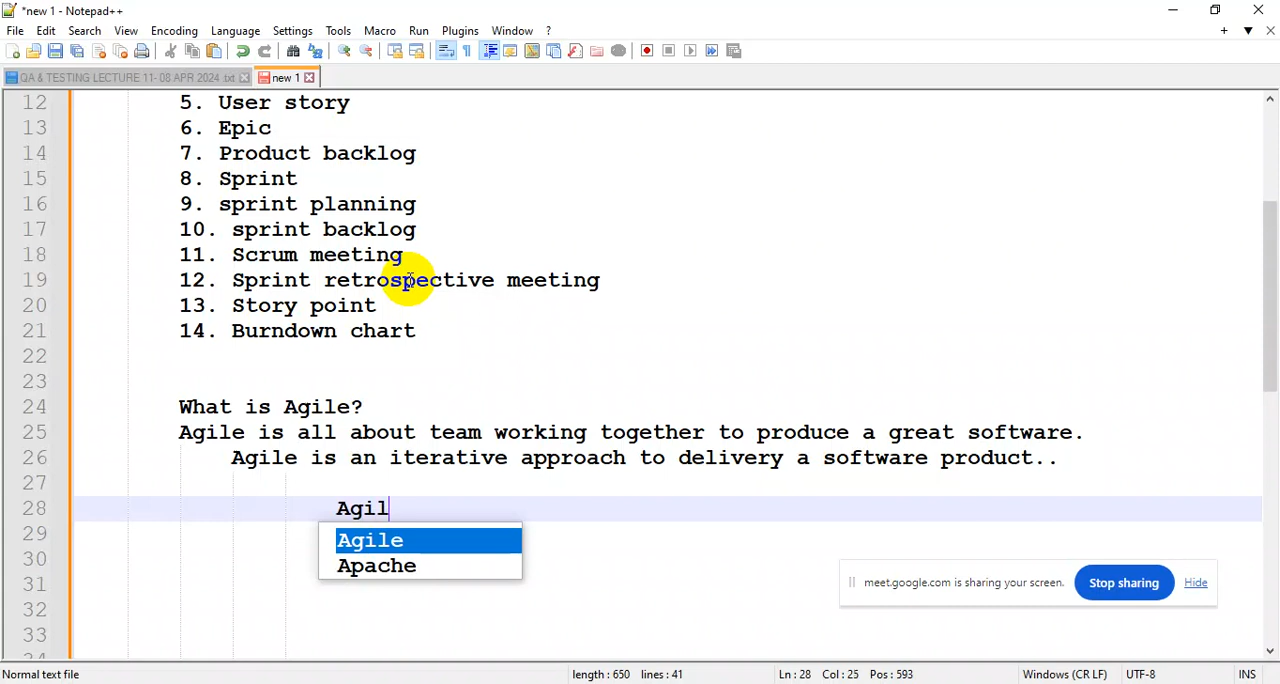 *new 1 - Notepad++
File Edit Search View Encoding Language Settings Tools Macro Run Plugins Window ?
QA & TESTING LECTURE 11- 08 APR 2024 .txt new 1
12 5. User story
13 6. Epic
14 7. Product backlog
15 8. Sprint
16 9. sprint planning
17 10. sprint backlog
18 11. Scrum meeting
19 12. Sprint retrospective meeting
20 13. Story point
21 14. Burndown chart
22
23
24 What is Agile?
25 Agile is all about team working together to produce a great software.
26 Agile is an iterative approach to delivery a software product..
27
28 Agil
29 Agile
30 Apache
31 meet.google.com is sharing your screen. Stop sharing Hide
32
33
34
Normal text file length : 650 lines : 41 Ln : 28 Col : 25 Pos : 593 Windows (CR LF) UTF-8 INS